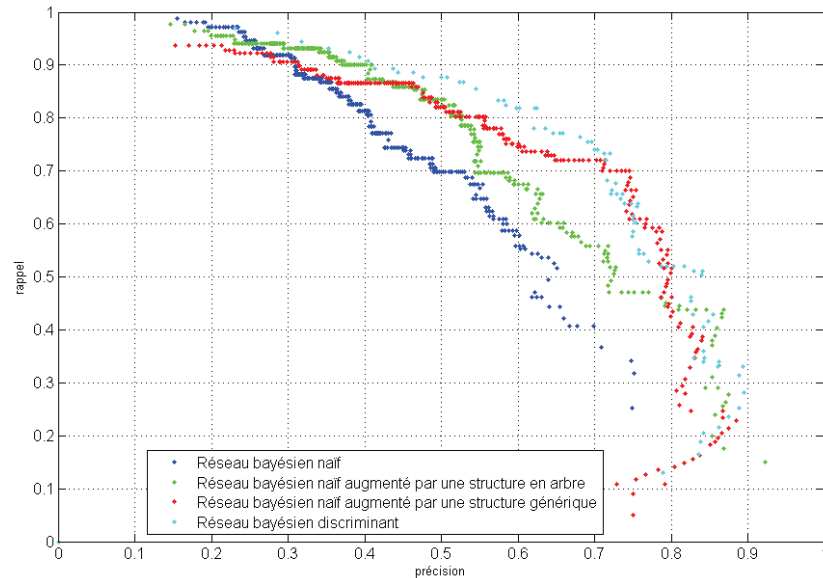 1
0.9
0.8
0.7
0.6
0.5
0.4
0.3
0.2
0.1
0
rappel
Réseau bayésien naïf
Réseau bayésien naïf augmenté par une structure en arbre
Réseau bayésien naïf augmenté par une structure générique
Réseau bayésien discriminant
0 0.1 0.2 0.3 0.4 0.5 0.6 0.7 0.8 0.9 1
précision